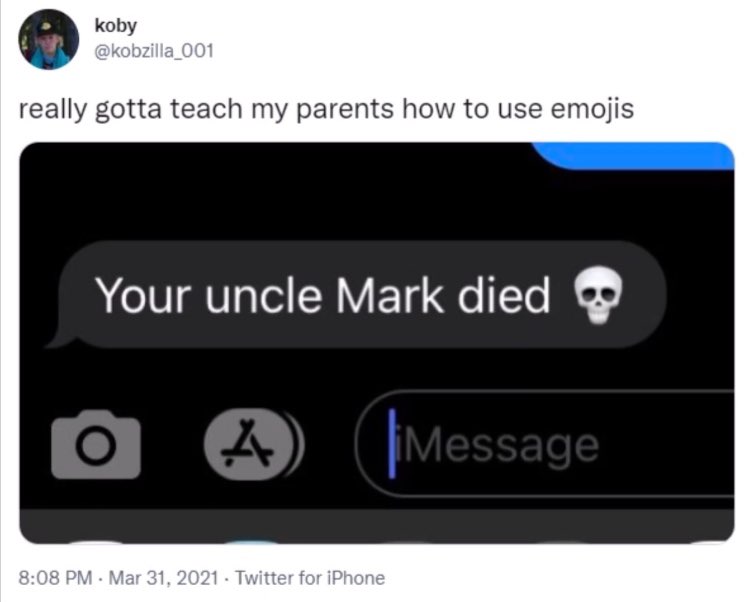 koby
@kobzilla_001
really gotta teach my parents how to use emojis
Your uncle Mark died 💀
iMessage
8:08 PM · Mar 31, 2021 · Twitter for iPhone